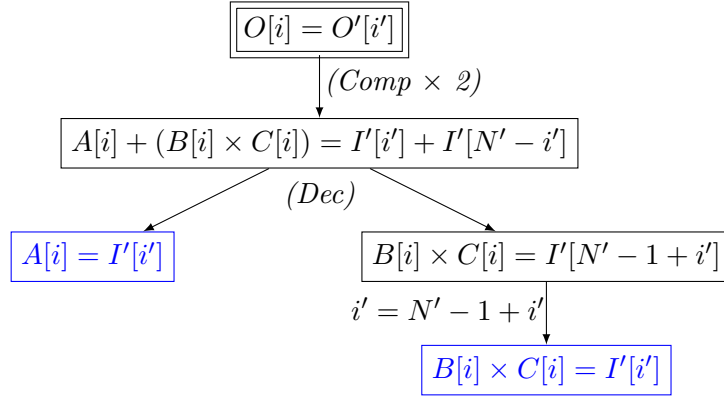 O[i] = O'[i']
(Comp × 2)
A[i] + (B[i] × C[i]) = I'[i'] + I'[N' − i']
(Dec)
A[i] = I'[i']
B[i] × C[i] = I'[N' − 1 + i']
i' = N' − 1 + i'
B[i] × C[i] = I'[i']